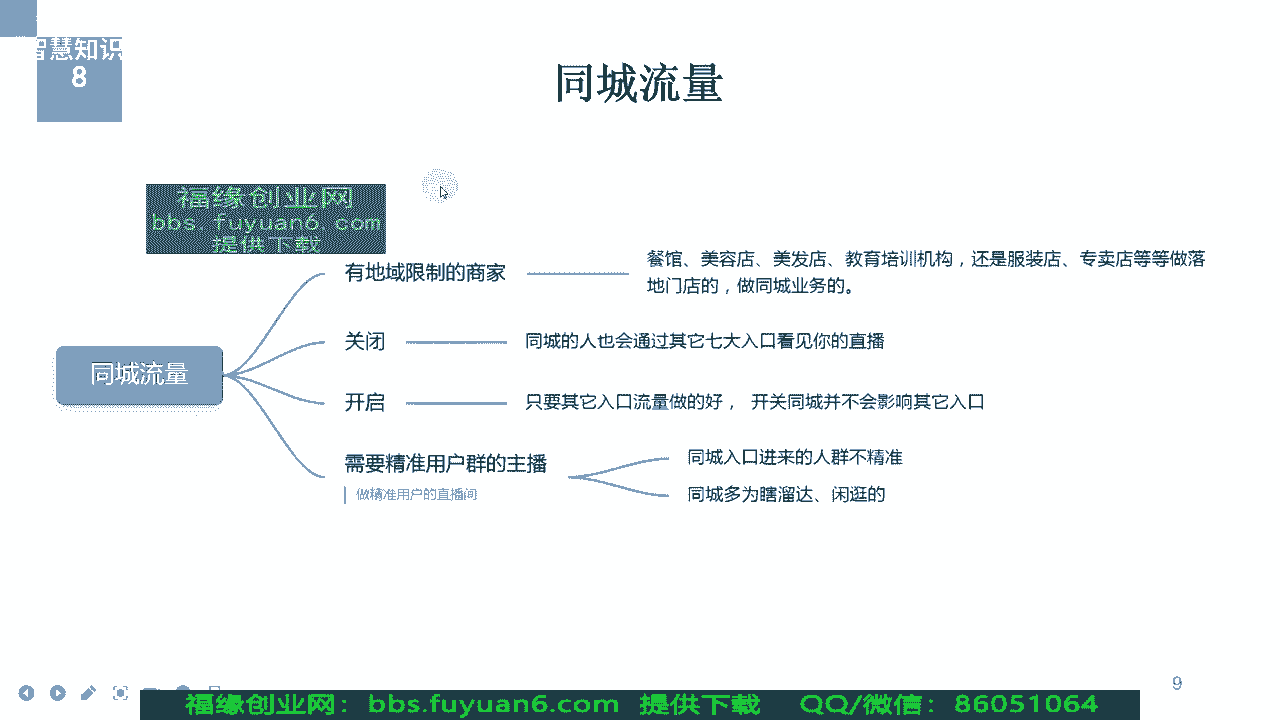 智慧知识
8
同城流量
福缘创业网
bbs.fuyuan6.com
提供下载
有地域限制的商家
餐馆、美容店、美发店、教育培训机构，还是服装店、专卖店等等做落
地门店的，做同城业务的。
同城流量
关闭
同城的人也会通过其它七大入口看见你的直播
开启
只要其它入口流量做的好， 开关同城并不会影响其它入口
需要精准用户群的主播
做精准用户的直播间
同城入口进来的人群不精准
同城多为瞎溜达、闲逛的
9
福缘创业网： bbs.fuyuan6.com 提供下载 QQ/微信： 86051064